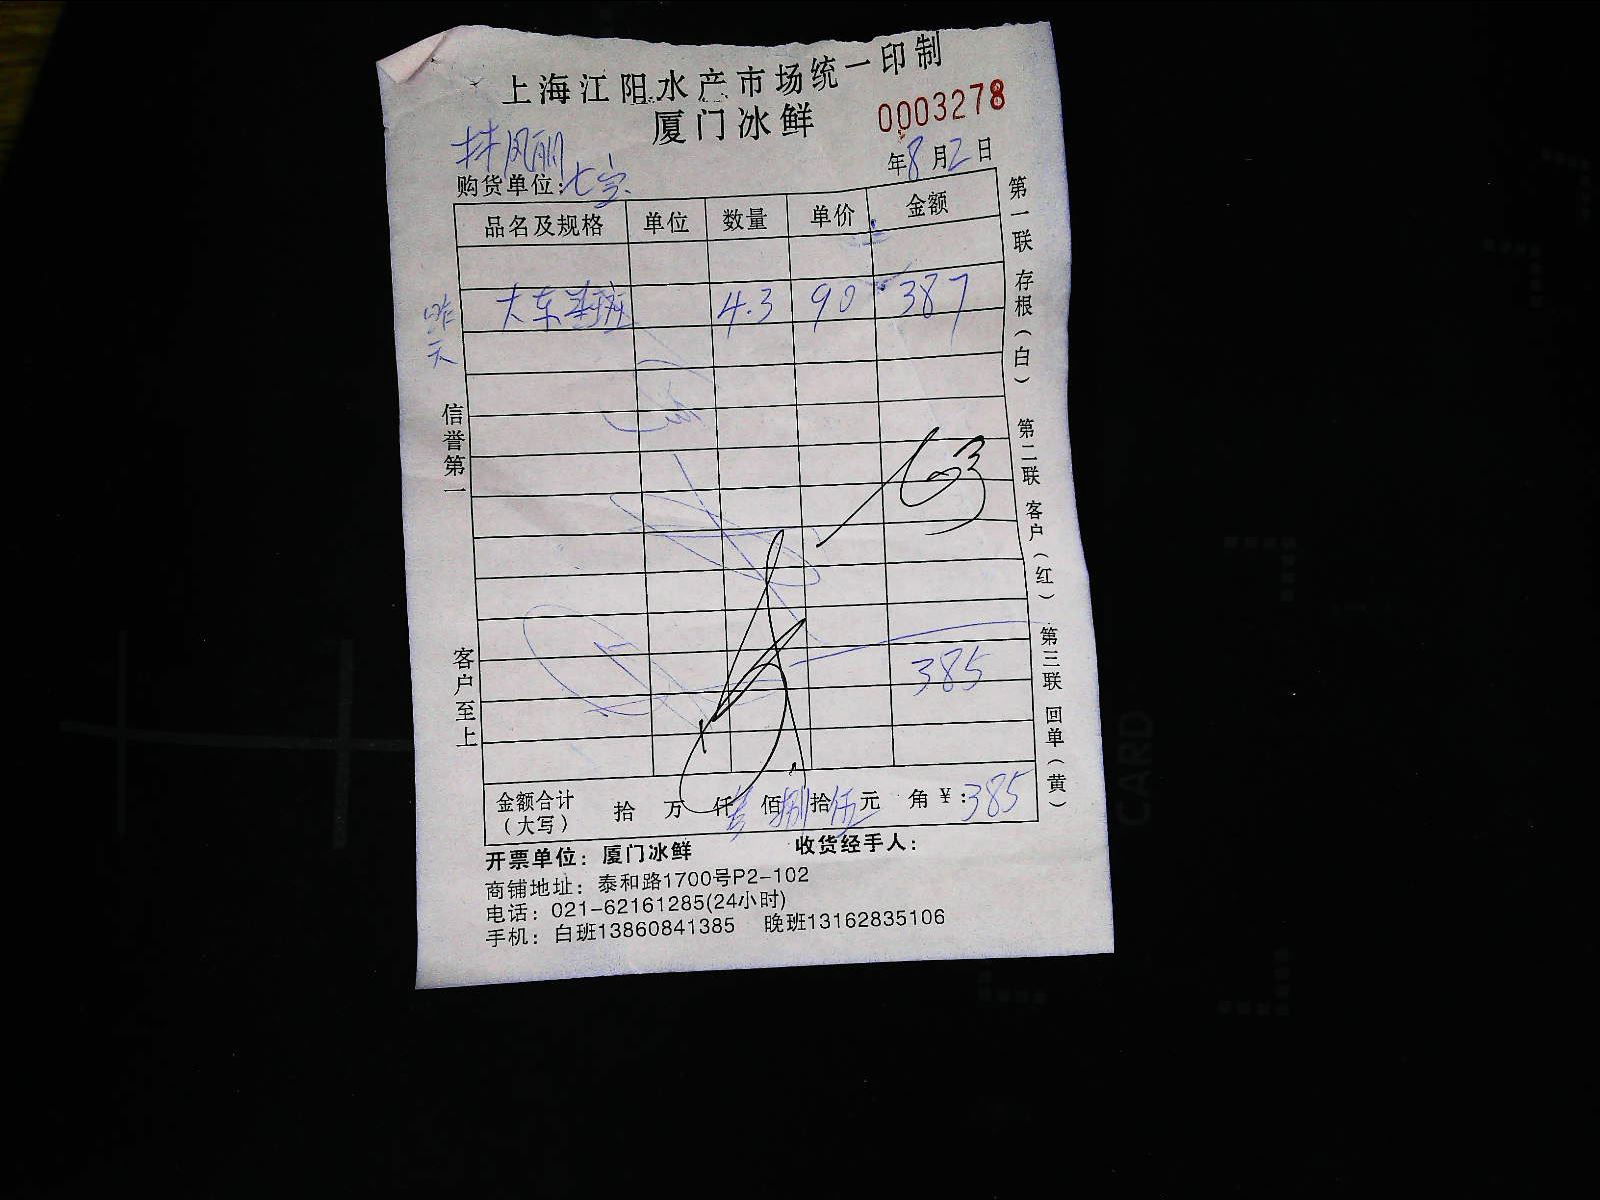 上海江阳水产市场统一印制
厦门冰鲜
0003278
林凤丽
年8月2日
购货单位:七宝
品名及规格 单位 数量 单价 金额
昨天
大东星斑 4.3 90 387
385
金额合计（大写） 拾 万 仟 佰捌拾伍元 角 ¥:385
开票单位: 厦门冰鲜 收货经手人:
商铺地址: 泰和路1700号P2-102
电话: 021-62161285(24小时)
手机: 白班13860841385 晚班13162835106
信誉第一
客户至上
第一联 存根（白）
第二联 客户（红）
第三联 回单（黄）
CARD